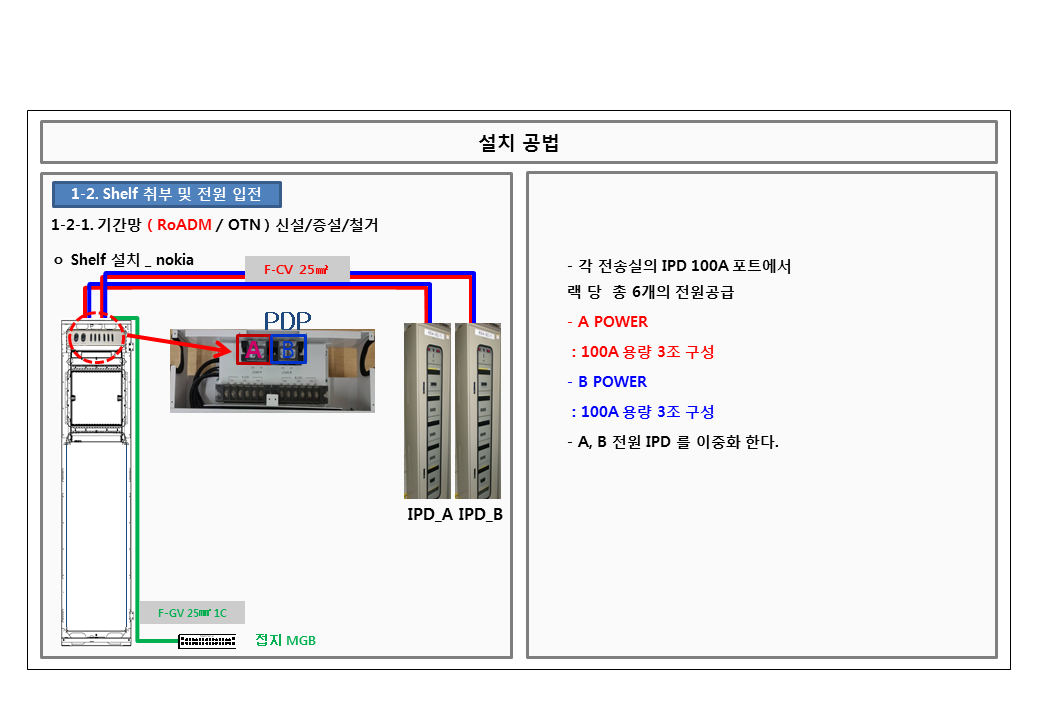 설치 공법
1-2. Shelf 취부 및 전원 입전
1-2-1. 기간망 ( RoADM / OTN ) 신설/증설/철거
ㅇ Shelf 설치 _ nokia
F-CV 25㎟
PDP
A B
IPD_A IPD_B
F-GV 25㎟ 1C
접지 MGB
- 각 전송실의 IPD 100A 포트에서
랙 당 총 6개의 전원공급
- A POWER
: 100A 용량 3조 구성
- B POWER
: 100A 용량 3조 구성
- A, B 전원 IPD 를 이중화 한다.